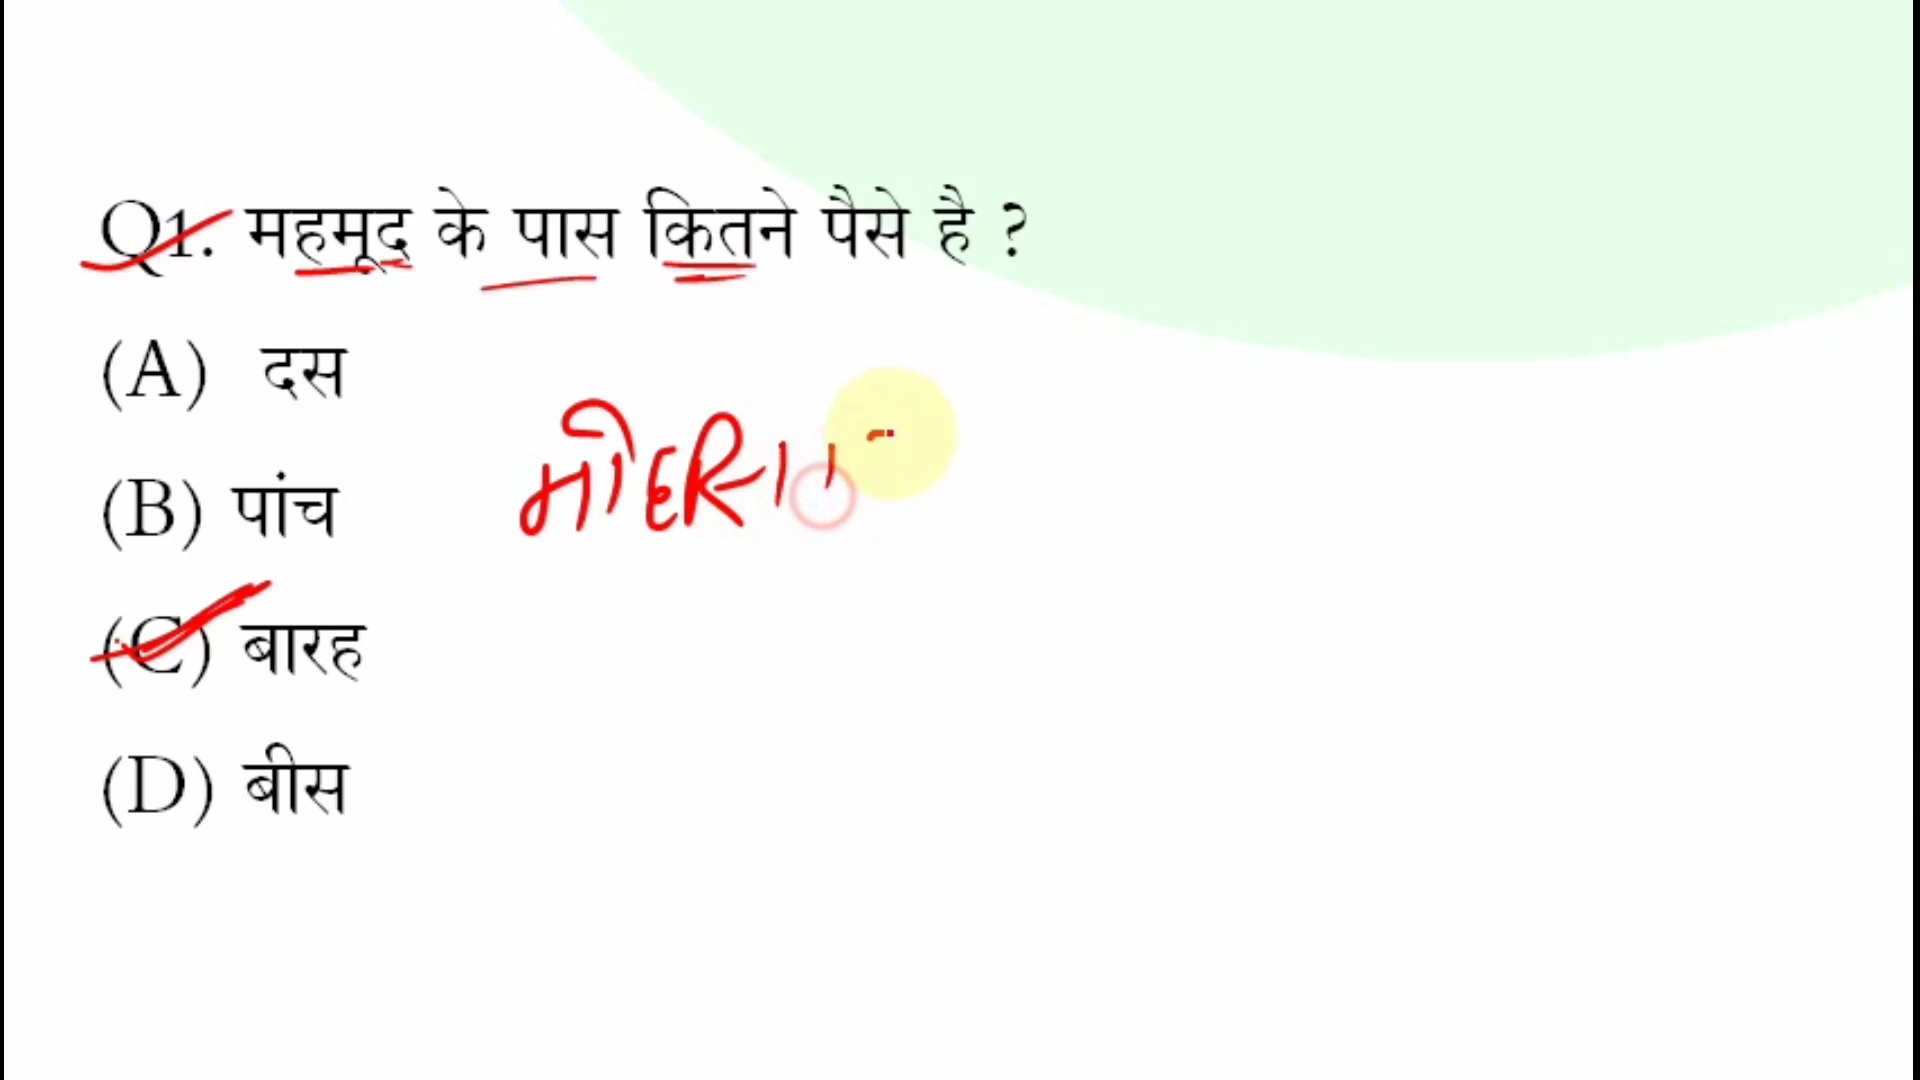 Q1. महमूद के पास कितने पैसे है ?
(A) दस
(B) पांच
(C) बारह
(D) बीस